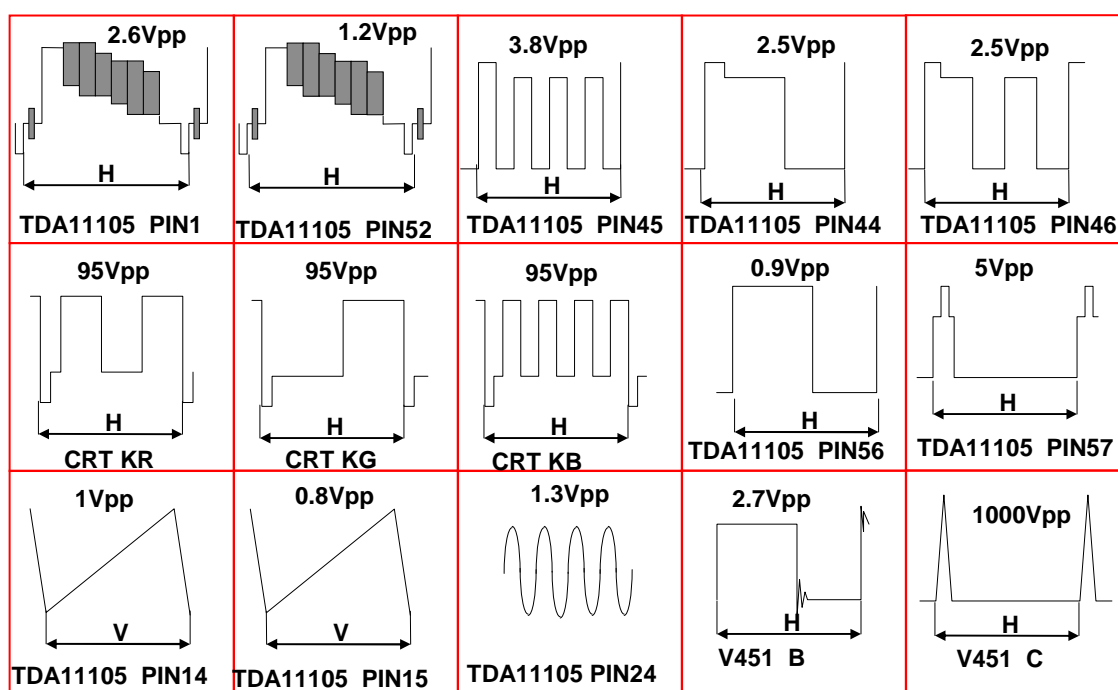 2.6Vpp
H
TDA11105 PIN1
1.2Vpp
H
TDA11105 PIN52
3.8Vpp
H
TDA11105 PIN45
2.5Vpp
H
TDA11105 PIN44
2.5Vpp
H
TDA11105 PIN46
95Vpp
H
CRT KR
95Vpp
H
CRT KG
95Vpp
H
CRT KB
0.9Vpp
H
TDA11105 PIN56
5Vpp
H
TDA11105 PIN57
1Vpp
V
TDA11105 PIN14
0.8Vpp
V
TDA11105 PIN15
1.3Vpp
TDA11105 PIN24
2.7Vpp
H
V451 B
1000Vpp
H
V451 C